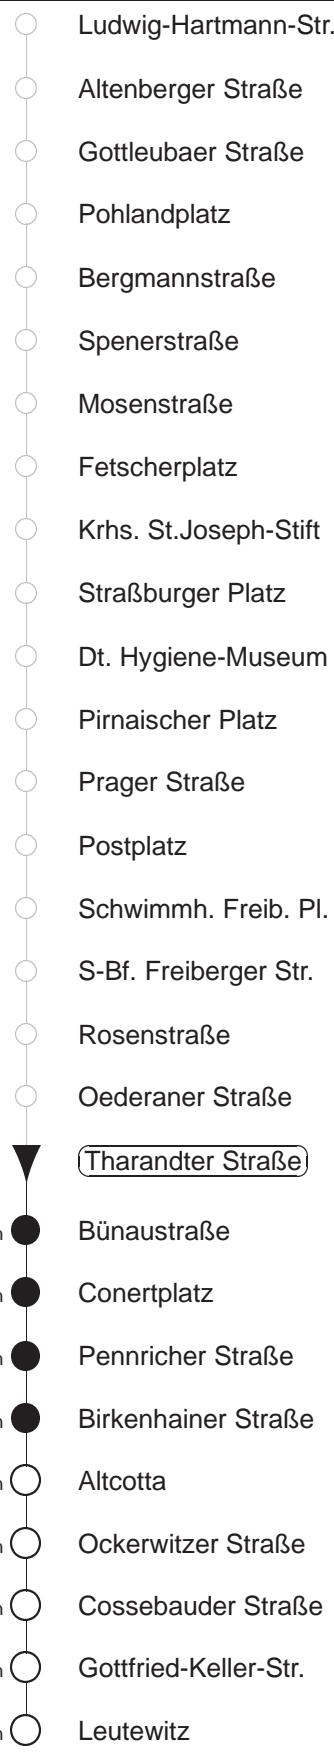 Ludwig-Hartmann-Str.
Altenberger Straße
Gottleubaer Straße
Pohlandplatz
Bergmannstraße
Spenerstraße
Mosenstraße
Fetscherplatz
Krhs. St.Joseph-Stift
Straßburger Platz
Dt. Hygiene-Museum
Pirnaischer Platz
Prager Straße
Postplatz
Schwimmh. Freib. Pl.
S-Bf. Freiberger Str.
Rosenstraße
Oederaner Straße
Tharandter Straße
Bünaustraße
Conertplatz
Pennricher Straße
Birkenhainer Straße
Altcotta
Ockerwitzer Straße
Cossebauder Straße
Gottfried-Keller-Str.
Leutewitz